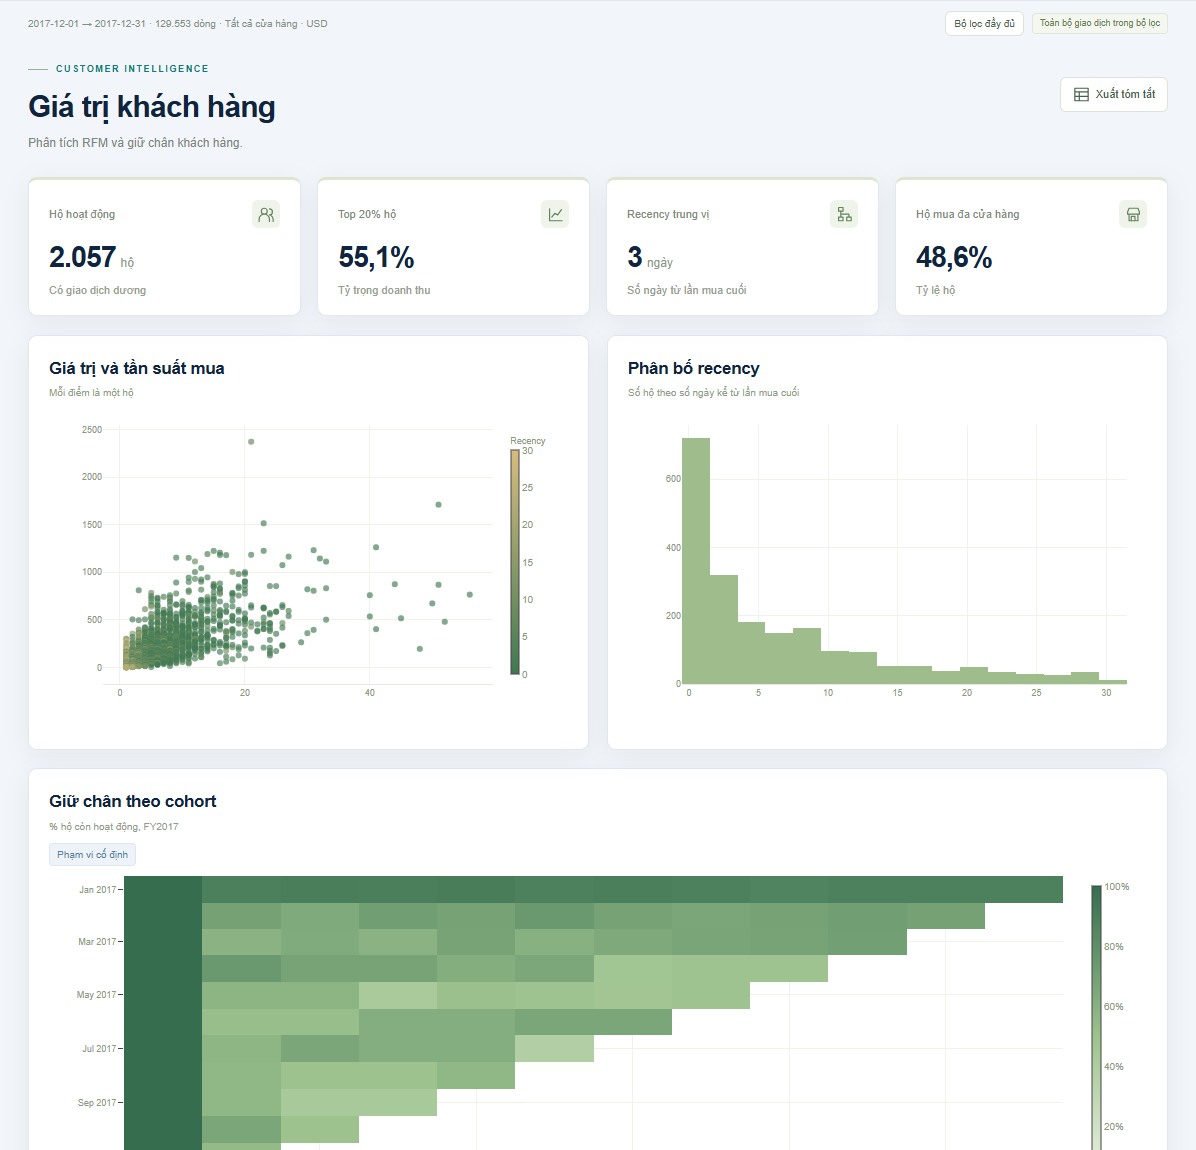 2017-12-01 → 2017-12-31 · 129.553 dòng · Tất cả cửa hàng · USD
Bộ lọc đầy đủ
Toàn bộ giao dịch trong bộ lọc
CUSTOMER INTELLIGENCE
Giá trị khách hàng
Xuất tóm tắt
Phân tích RFM và giữ chân khách hàng.
Hộ hoạt động
2.057 hộ
Có giao dịch dương
Top 20% hộ
55,1%
Tỷ trọng doanh thu
Recency trung vị
3 ngày
Số ngày từ lần mua cuối
Hộ mua đa cửa hàng
48,6%
Tỷ lệ hộ
Giá trị và tần suất mua
Mỗi điểm là một hộ
2500
2000
1500
1000
500
0
0 20 40
Recency
30
25
20
15
10
5
0
Phân bố recency
Số hộ theo số ngày kể từ lần mua cuối
600
400
200
0
0 5 10 15 20 25 30
Giữ chân theo cohort
% hộ còn hoạt động, FY2017
Phạm vi cố định
Jan 2017
Mar 2017
May 2017
Jul 2017
Sep 2017
100%
80%
60%
40%
20%